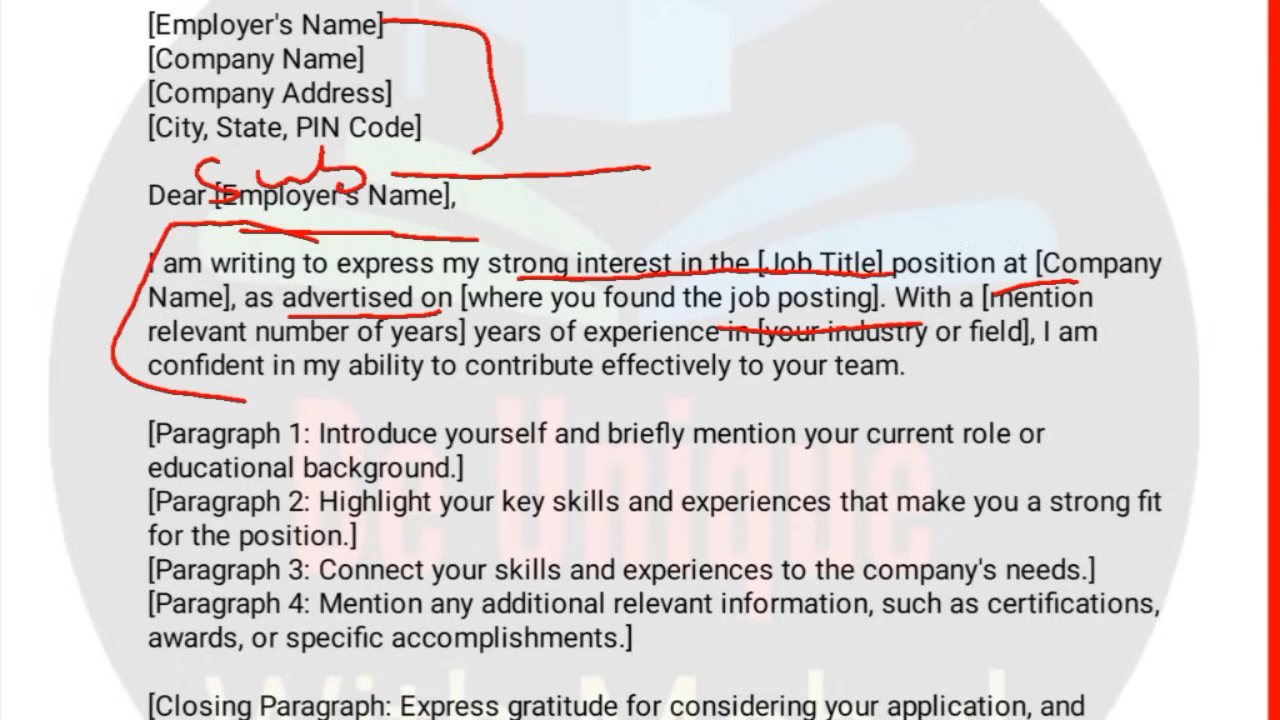 [Employer's Name]
[Company Name]
[Company Address]
[City, State, PIN Code]
Sub
Dear [Employer's Name],
I am writing to express my strong interest in the [Job Title] position at [Company
Name], as advertised on [where you found the job posting]. With a [mention
relevant number of years] years of experience in [your industry or field], I am
confident in my ability to contribute effectively to your team.
[Paragraph 1: Introduce yourself and briefly mention your current role or
educational background.]
[Paragraph 2: Highlight your key skills and experiences that make you a strong fit
for the position.]
[Paragraph 3: Connect your skills and experiences to the company's needs.]
[Paragraph 4: Mention any additional relevant information, such as certifications,
awards, or specific accomplishments.]
[Closing Paragraph: Express gratitude for considering your application, and
Be Unique